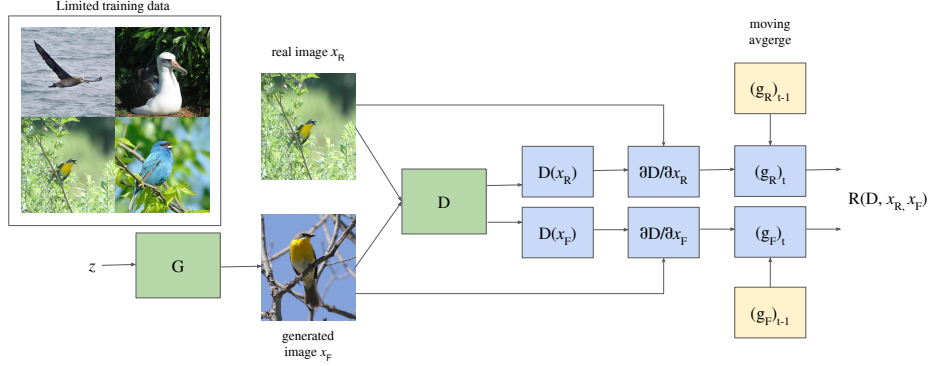 Limited training data
real image x_R
moving
avgerge
(g_R)_t-1
D(x_R)
∂D/∂x_R
(g_R)_t
D
R(D, x_R, x_F)
D(x_F)
∂D/∂x_F
(g_F)_t
z
G
(g_F)_t-1
generated
image x_F